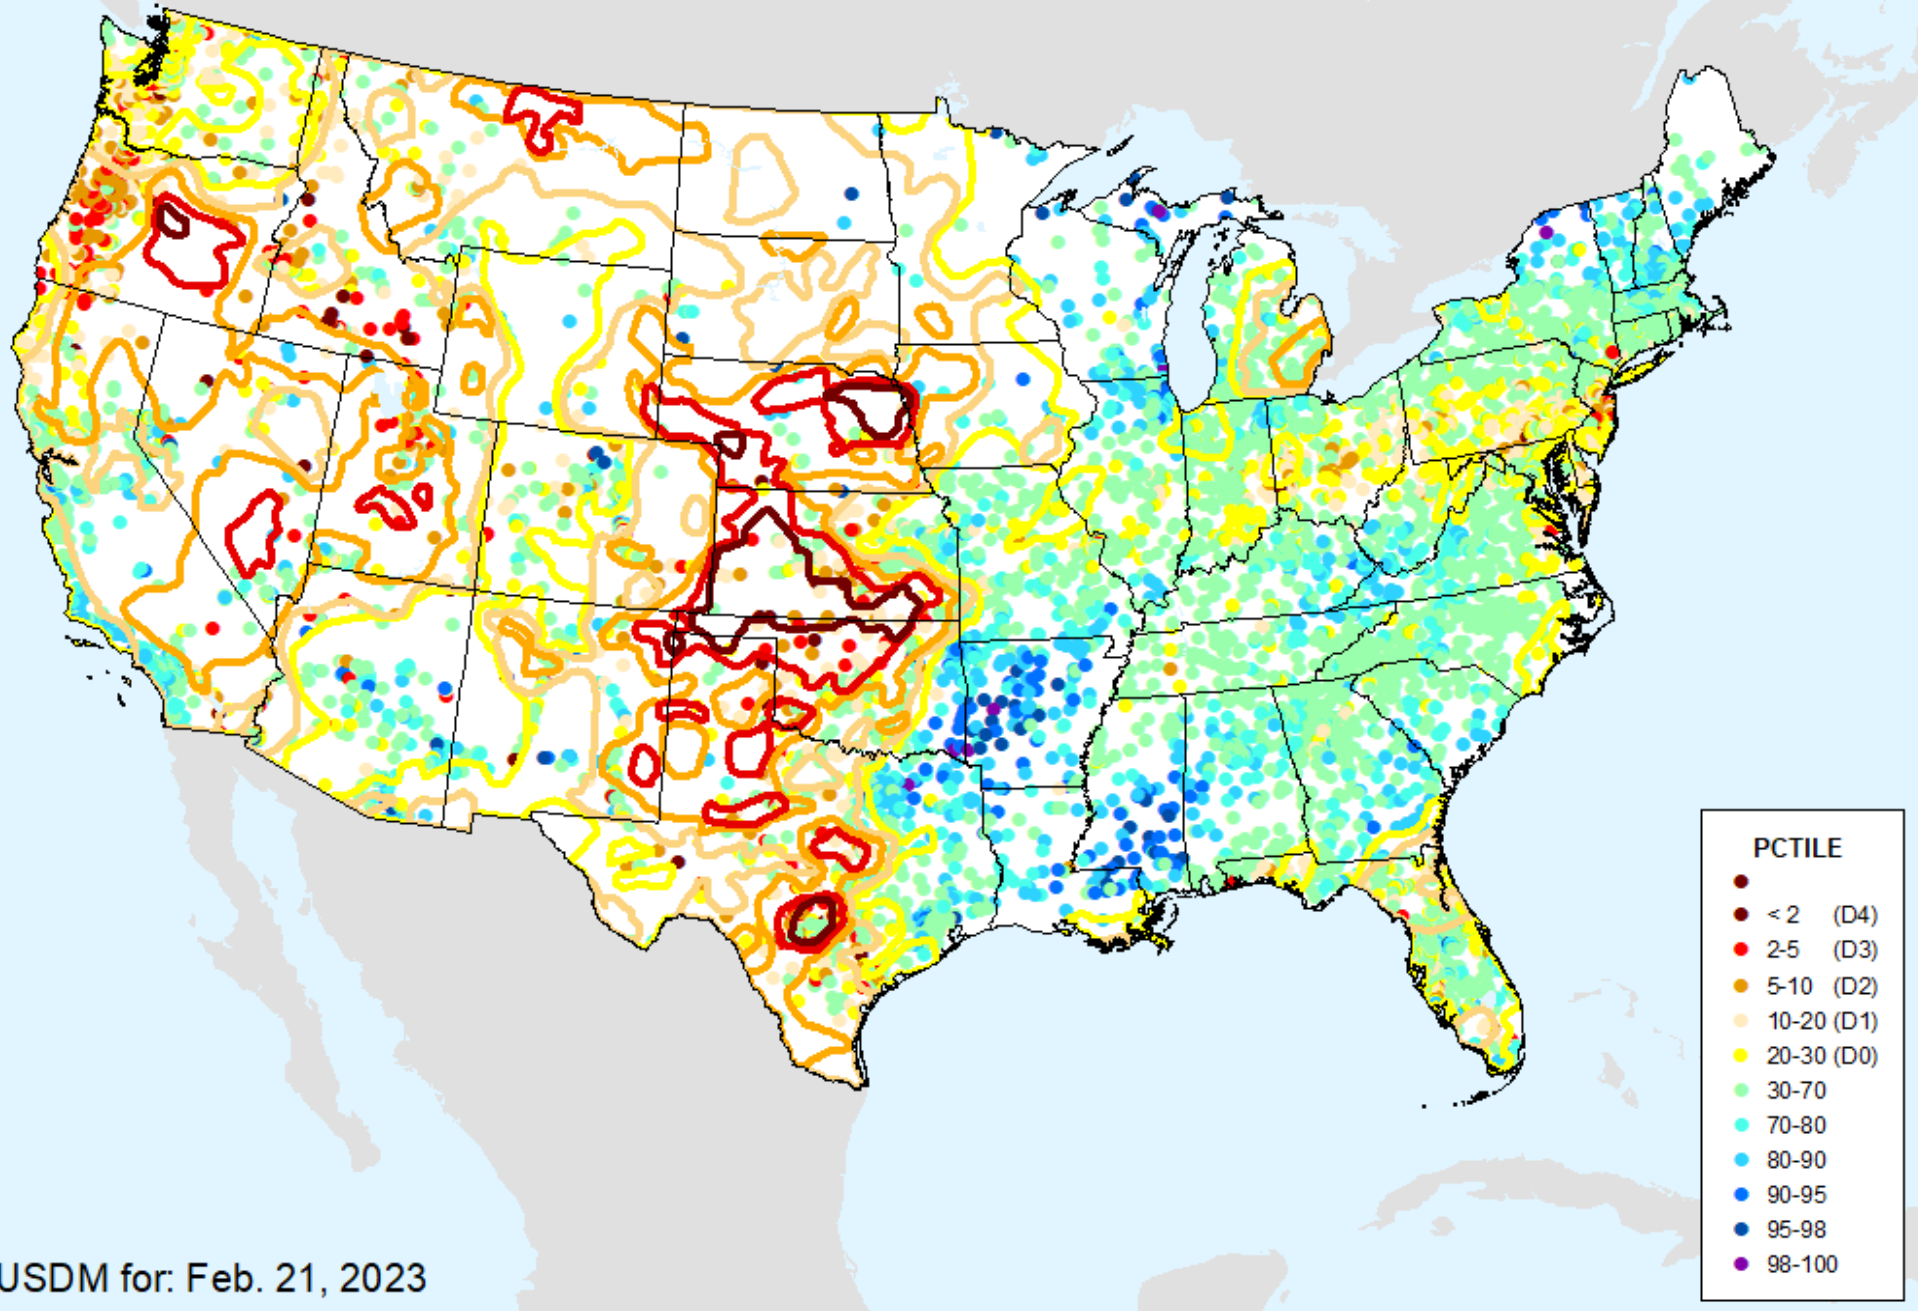 PCTILE
< 2 (D4)
2-5 (D3)
5-10 (D2)
10-20 (D1)
20-30 (D0)
30-70
70-80
80-90
90-95
95-98
98-100
USDM for: Feb. 21, 2023